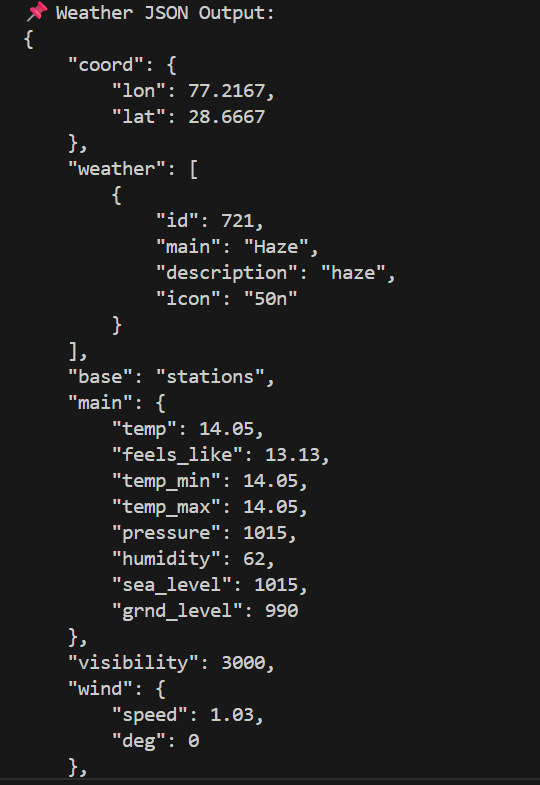 📌 Weather JSON Output:
{
    "coord": {
        "lon": 77.2167,
        "lat": 28.6667
    },
    "weather": [
        {
            "id": 721,
            "main": "Haze",
            "description": "haze",
            "icon": "50n"
        }
    ],
    "base": "stations",
    "main": {
        "temp": 14.05,
        "feels_like": 13.13,
        "temp_min": 14.05,
        "temp_max": 14.05,
        "pressure": 1015,
        "humidity": 62,
        "sea_level": 1015,
        "grnd_level": 990
    },
    "visibility": 3000,
    "wind": {
        "speed": 1.03,
        "deg": 0
    },